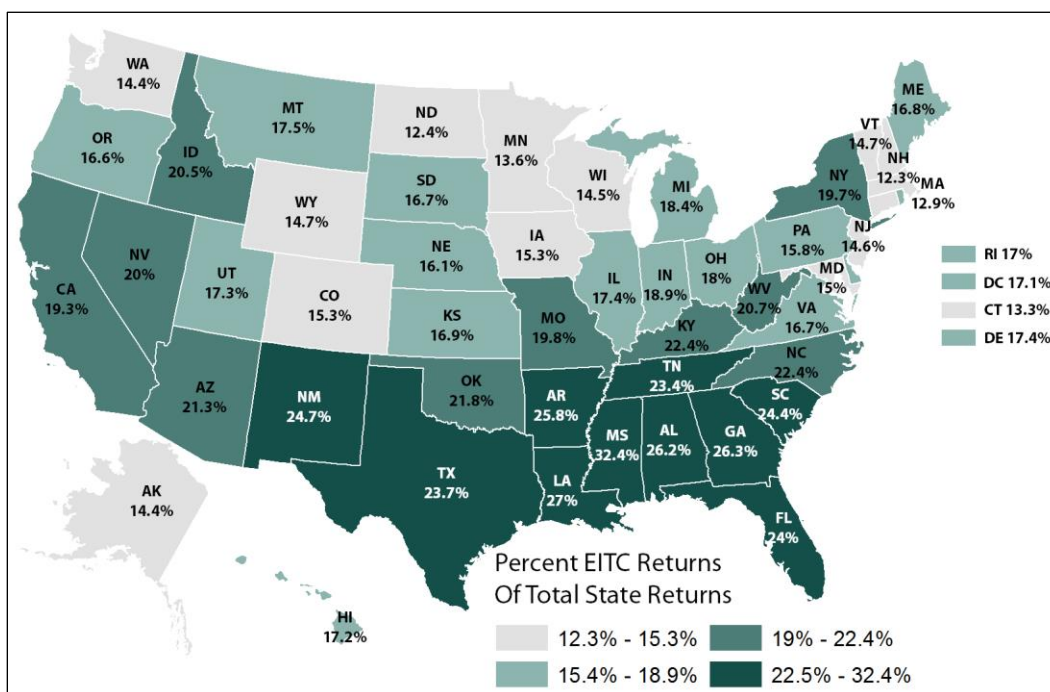 WA
14.4%
MT
17.5%
ND
12.4%
MN
13.6%
ME
16.8%
VT
14.7%
NH
12.3%
MA
12.9%
OR
16.6%
ID
20.5%
SD
16.7%
WI
14.5%
MI
18.4%
NY
19.7%
WY
14.7%
IA
15.3%
NE
16.1%
PA
15.8%
NJ
14.6%
NV
20%
UT
17.3%
CO
15.3%
IL
17.4%
IN
18.9%
OH
18%
MD
15%
WV
20.7%
VA
16.7%
CA
19.3%
KS
16.9%
MO
19.8%
KY
22.4%
NC
22.4%
AZ
21.3%
NM
24.7%
OK
21.8%
AR
25.8%
TN
23.4%
SC
24.4%
MS
32.4%
AL
26.2%
GA
26.3%
TX
23.7%
LA
27%
FL
24%
AK
14.4%
HI
17.2%
RI 17%
DC 17.1%
CT 13.3%
DE 17.4%
Percent EITC Returns
Of Total State Returns
12.3% - 15.3%
15.4% - 18.9%
19% - 22.4%
22.5% - 32.4%